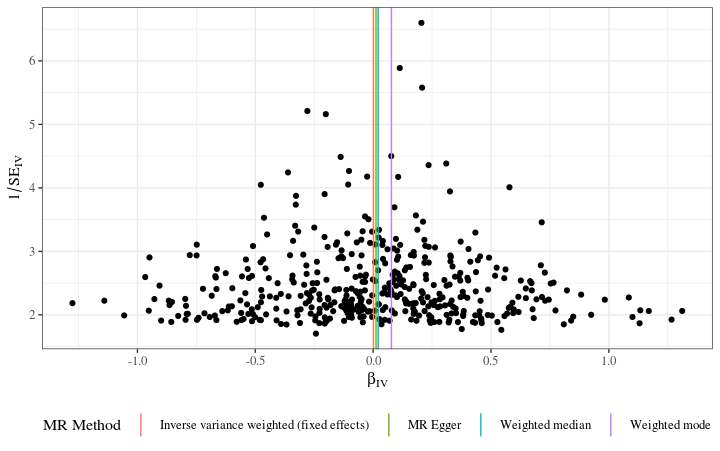 6
5
4
3
2
1/SE_IV
-1.0 -0.5 0.0 0.5 1.0
β_IV
MR Method Inverse variance weighted (fixed effects) MR Egger Weighted median Weighted mode